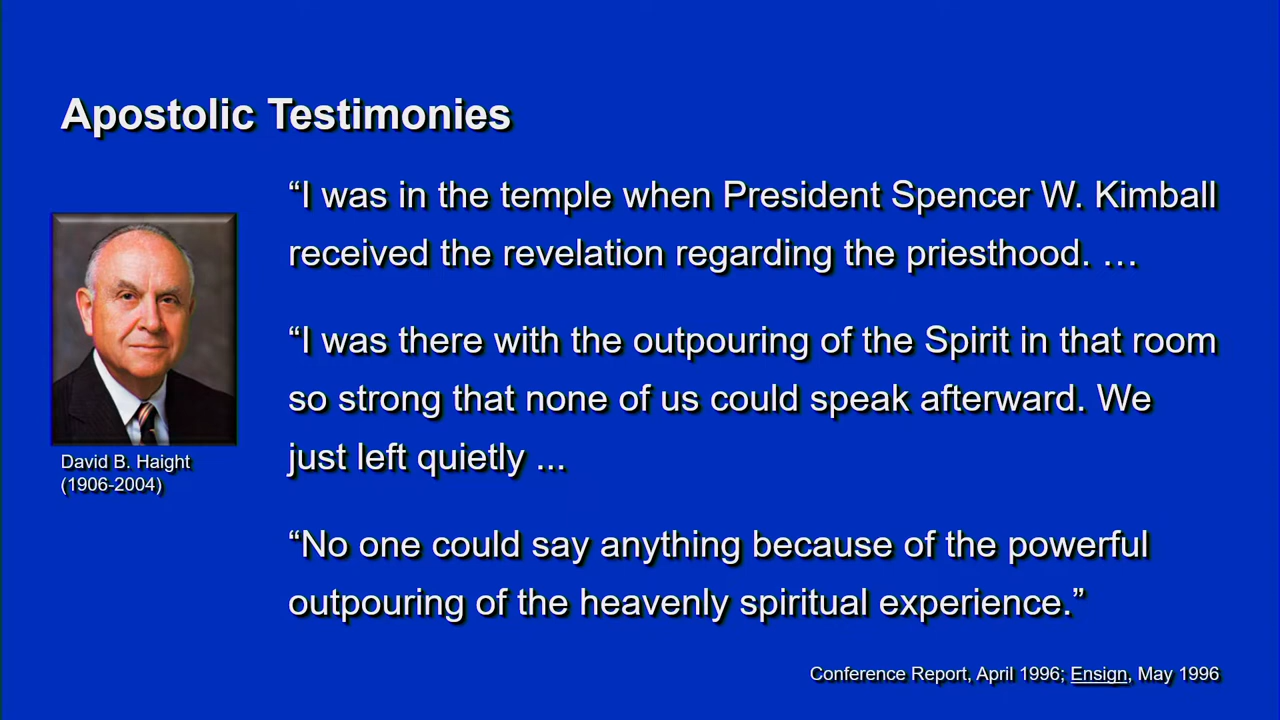 Apostolic Testimonies
“I was in the temple when President Spencer W. Kimball
received the revelation regarding the priesthood. …
“I was there with the outpouring of the Spirit in that room
so strong that none of us could speak afterward. We
just left quietly ...
“No one could say anything because of the powerful
outpouring of the heavenly spiritual experience.”
David B. Haight
(1906-2004)
Conference Report, April 1996; Ensign, May 1996